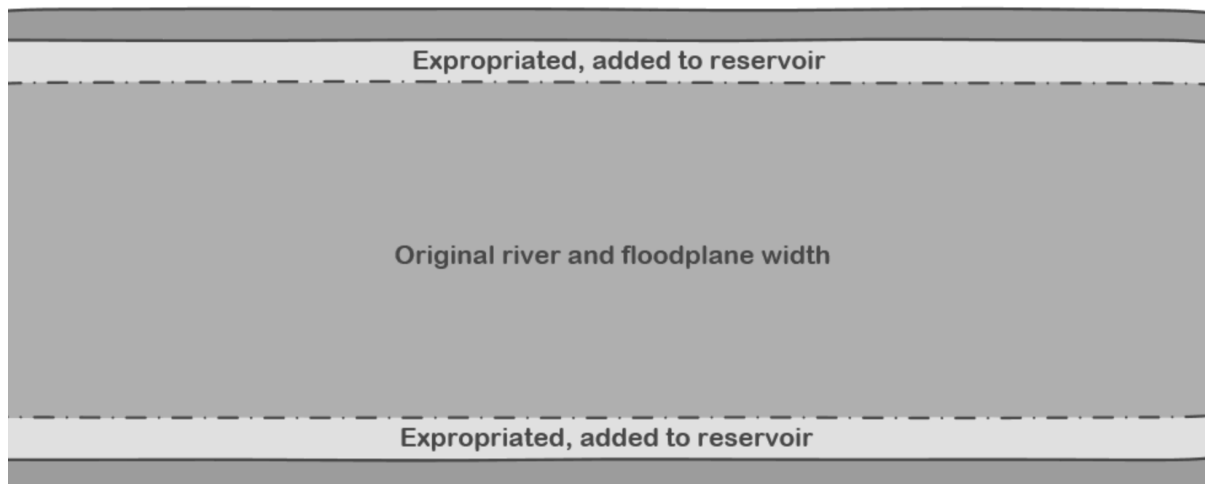 Expropriated, added to reservoir
Original river and floodplane width
Expropriated, added to reservoir